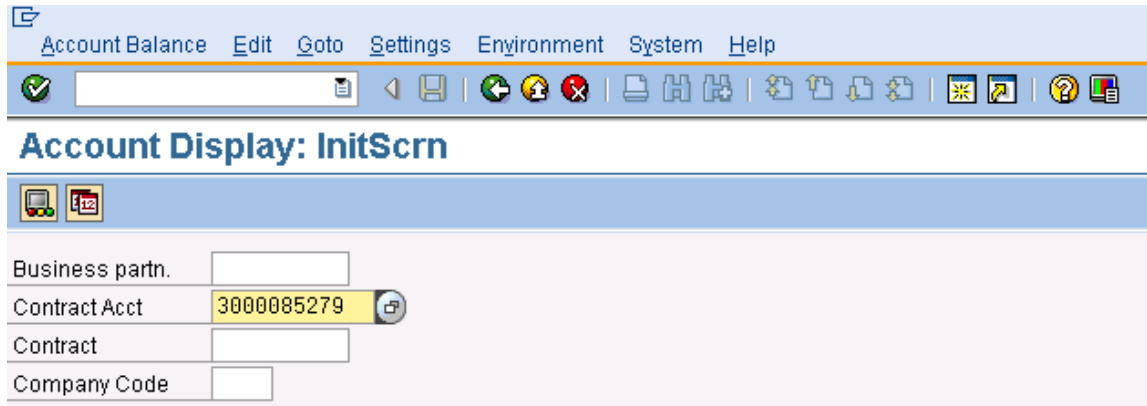 Account Balance Edit Goto Settings Environment System Help
Account Display: InitScrn
12
Business partn.
Contract Acct 3000085279
Contract
Company Code